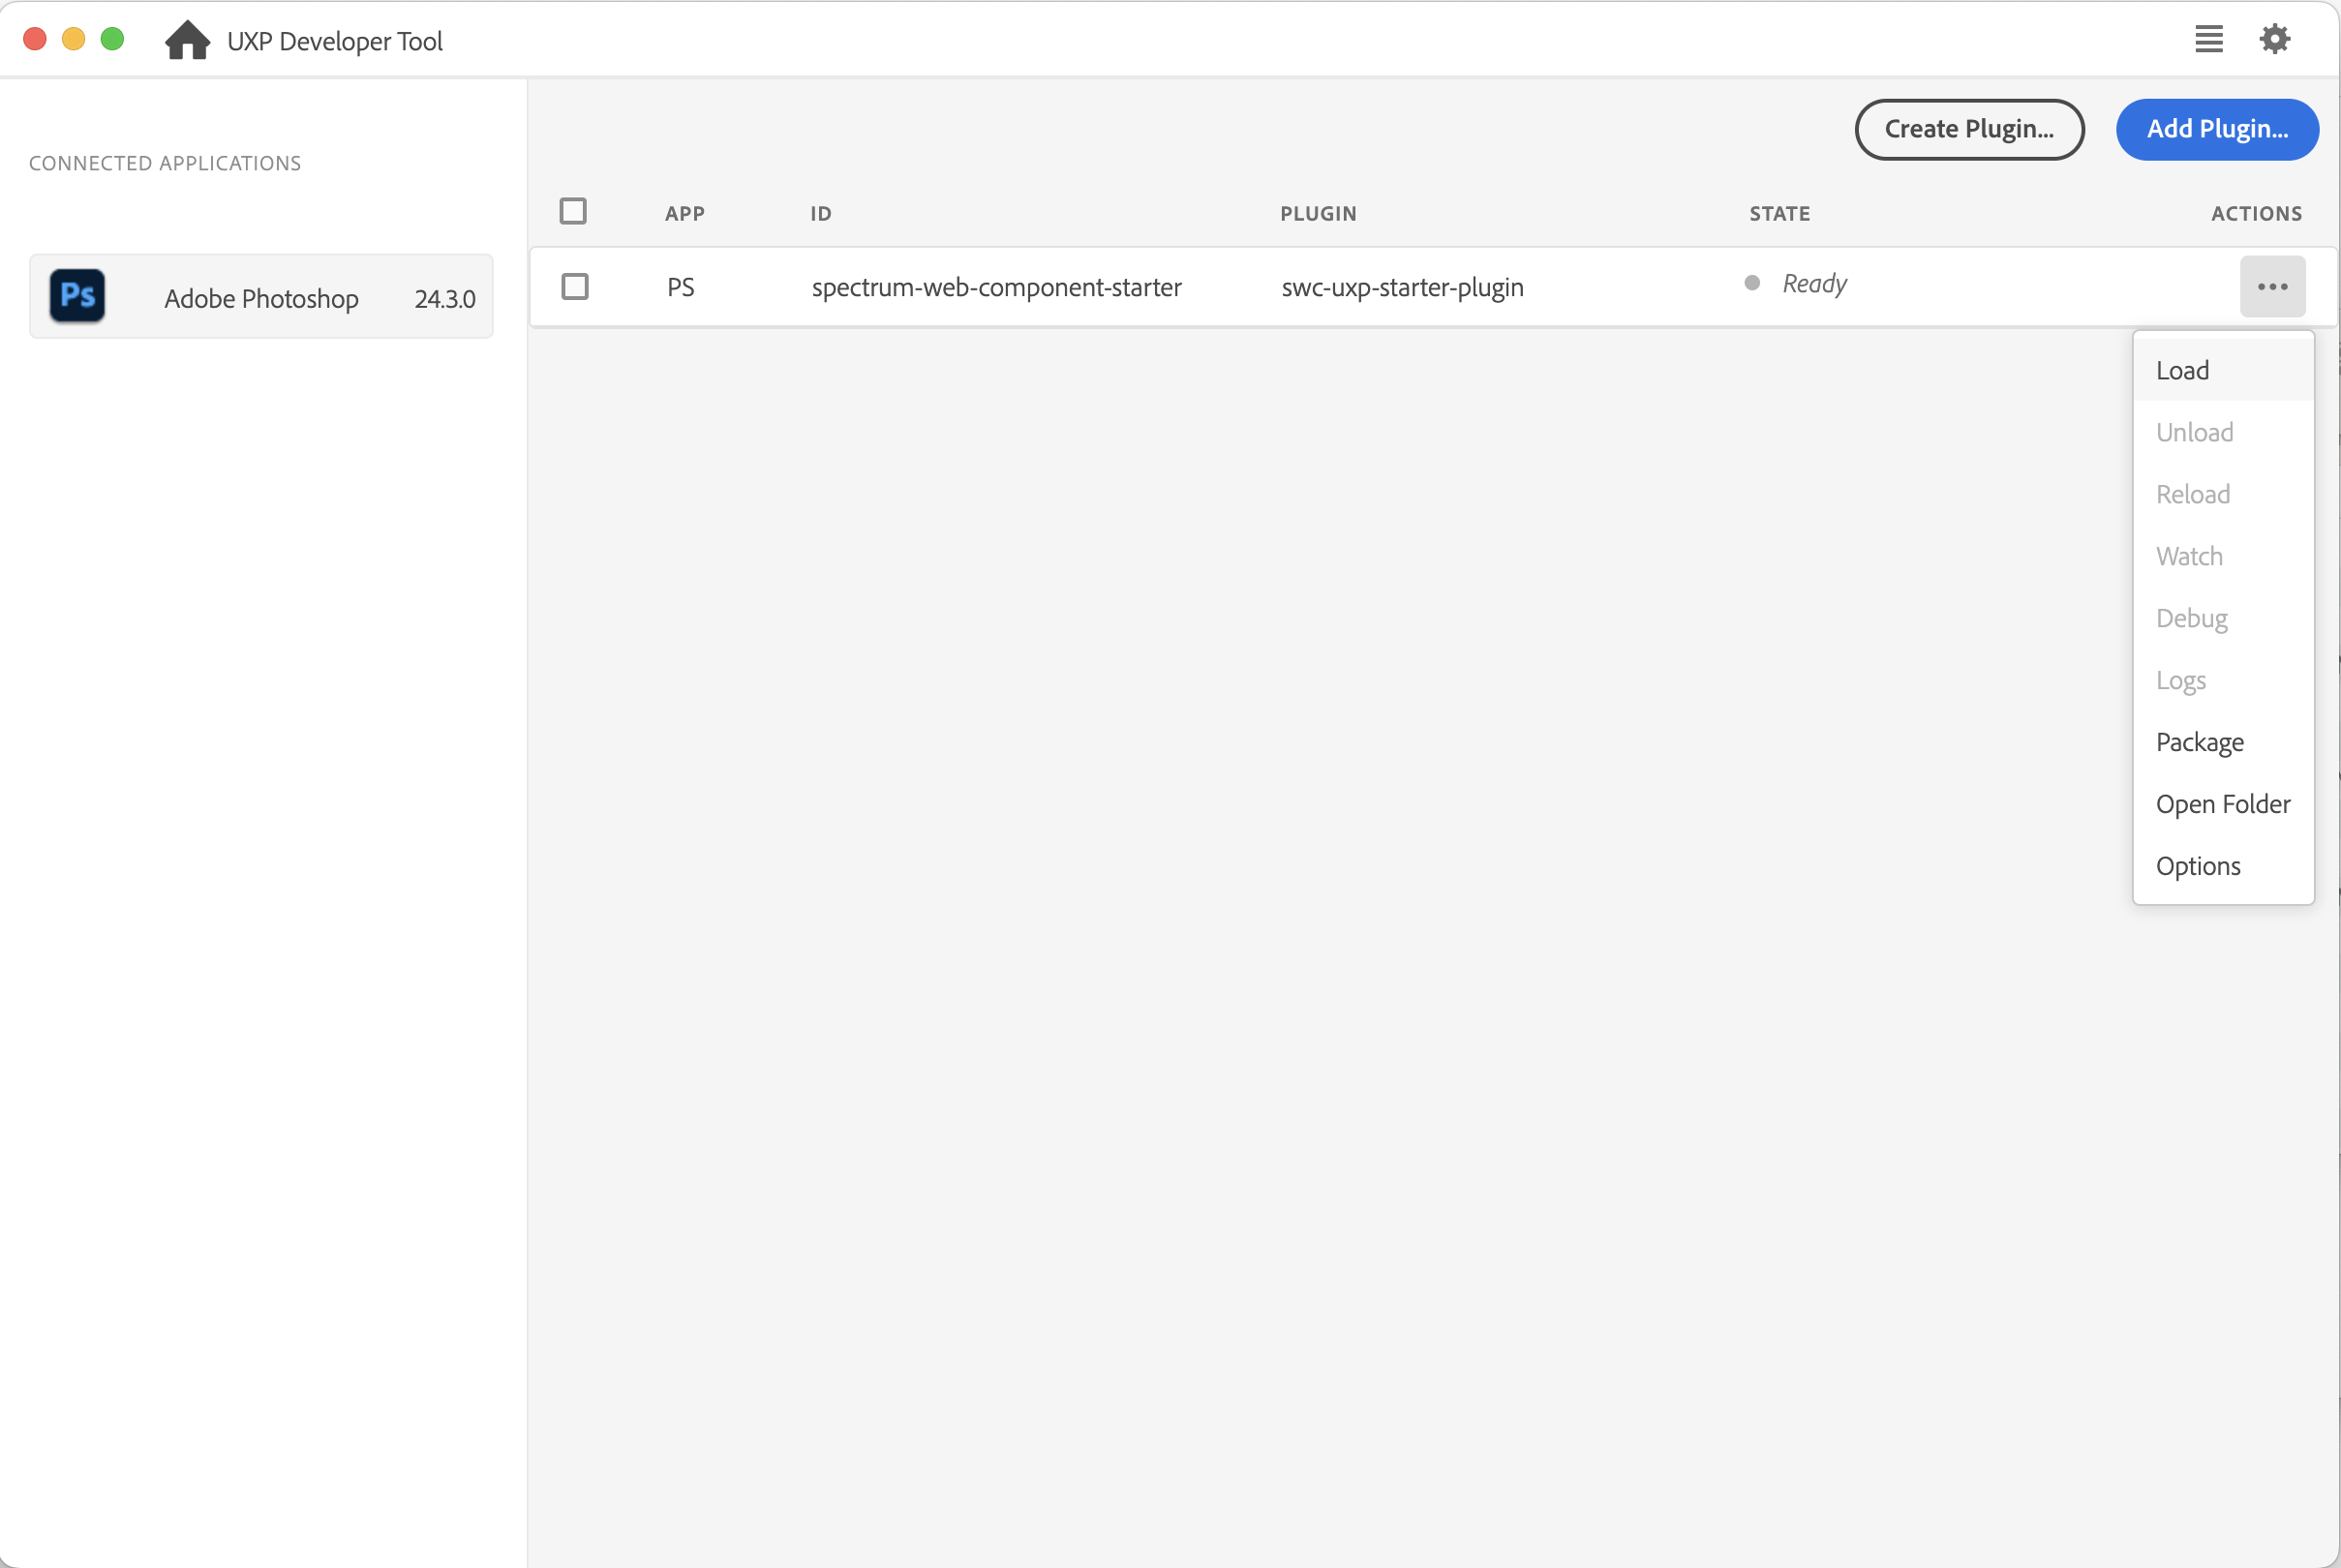 UXP Developer Tool
Create Plugin...
Add Plugin...
CONNECTED APPLICATIONS
APP ID PLUGIN STATE ACTIONS
Ps Adobe Photoshop 24.3.0
PS spectrum-web-component-starter swc-uxp-starter-plugin Ready
Load
Unload
Reload
Watch
Debug
Logs
Package
Open Folder
Options